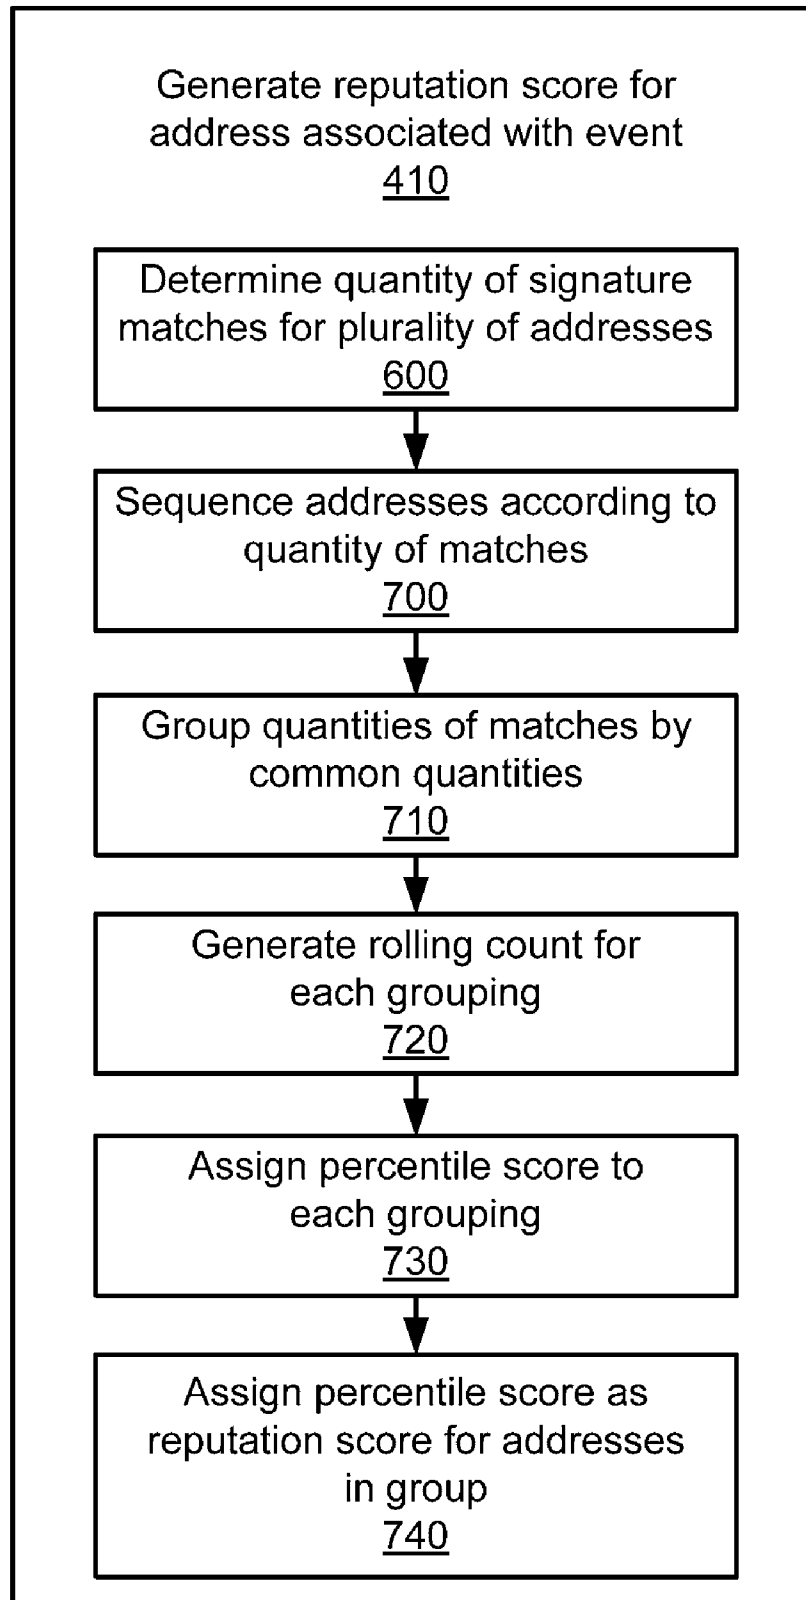 Generate reputation score for
address associated with event
410
Determine quantity of signature
matches for plurality of addresses
600
Sequence addresses according to
quantity of matches
700
Group quantities of matches by
common quantities
710
Generate rolling count for
each grouping
720
Assign percentile score to
each grouping
730
Assign percentile score as
reputation score for addresses
in group
740